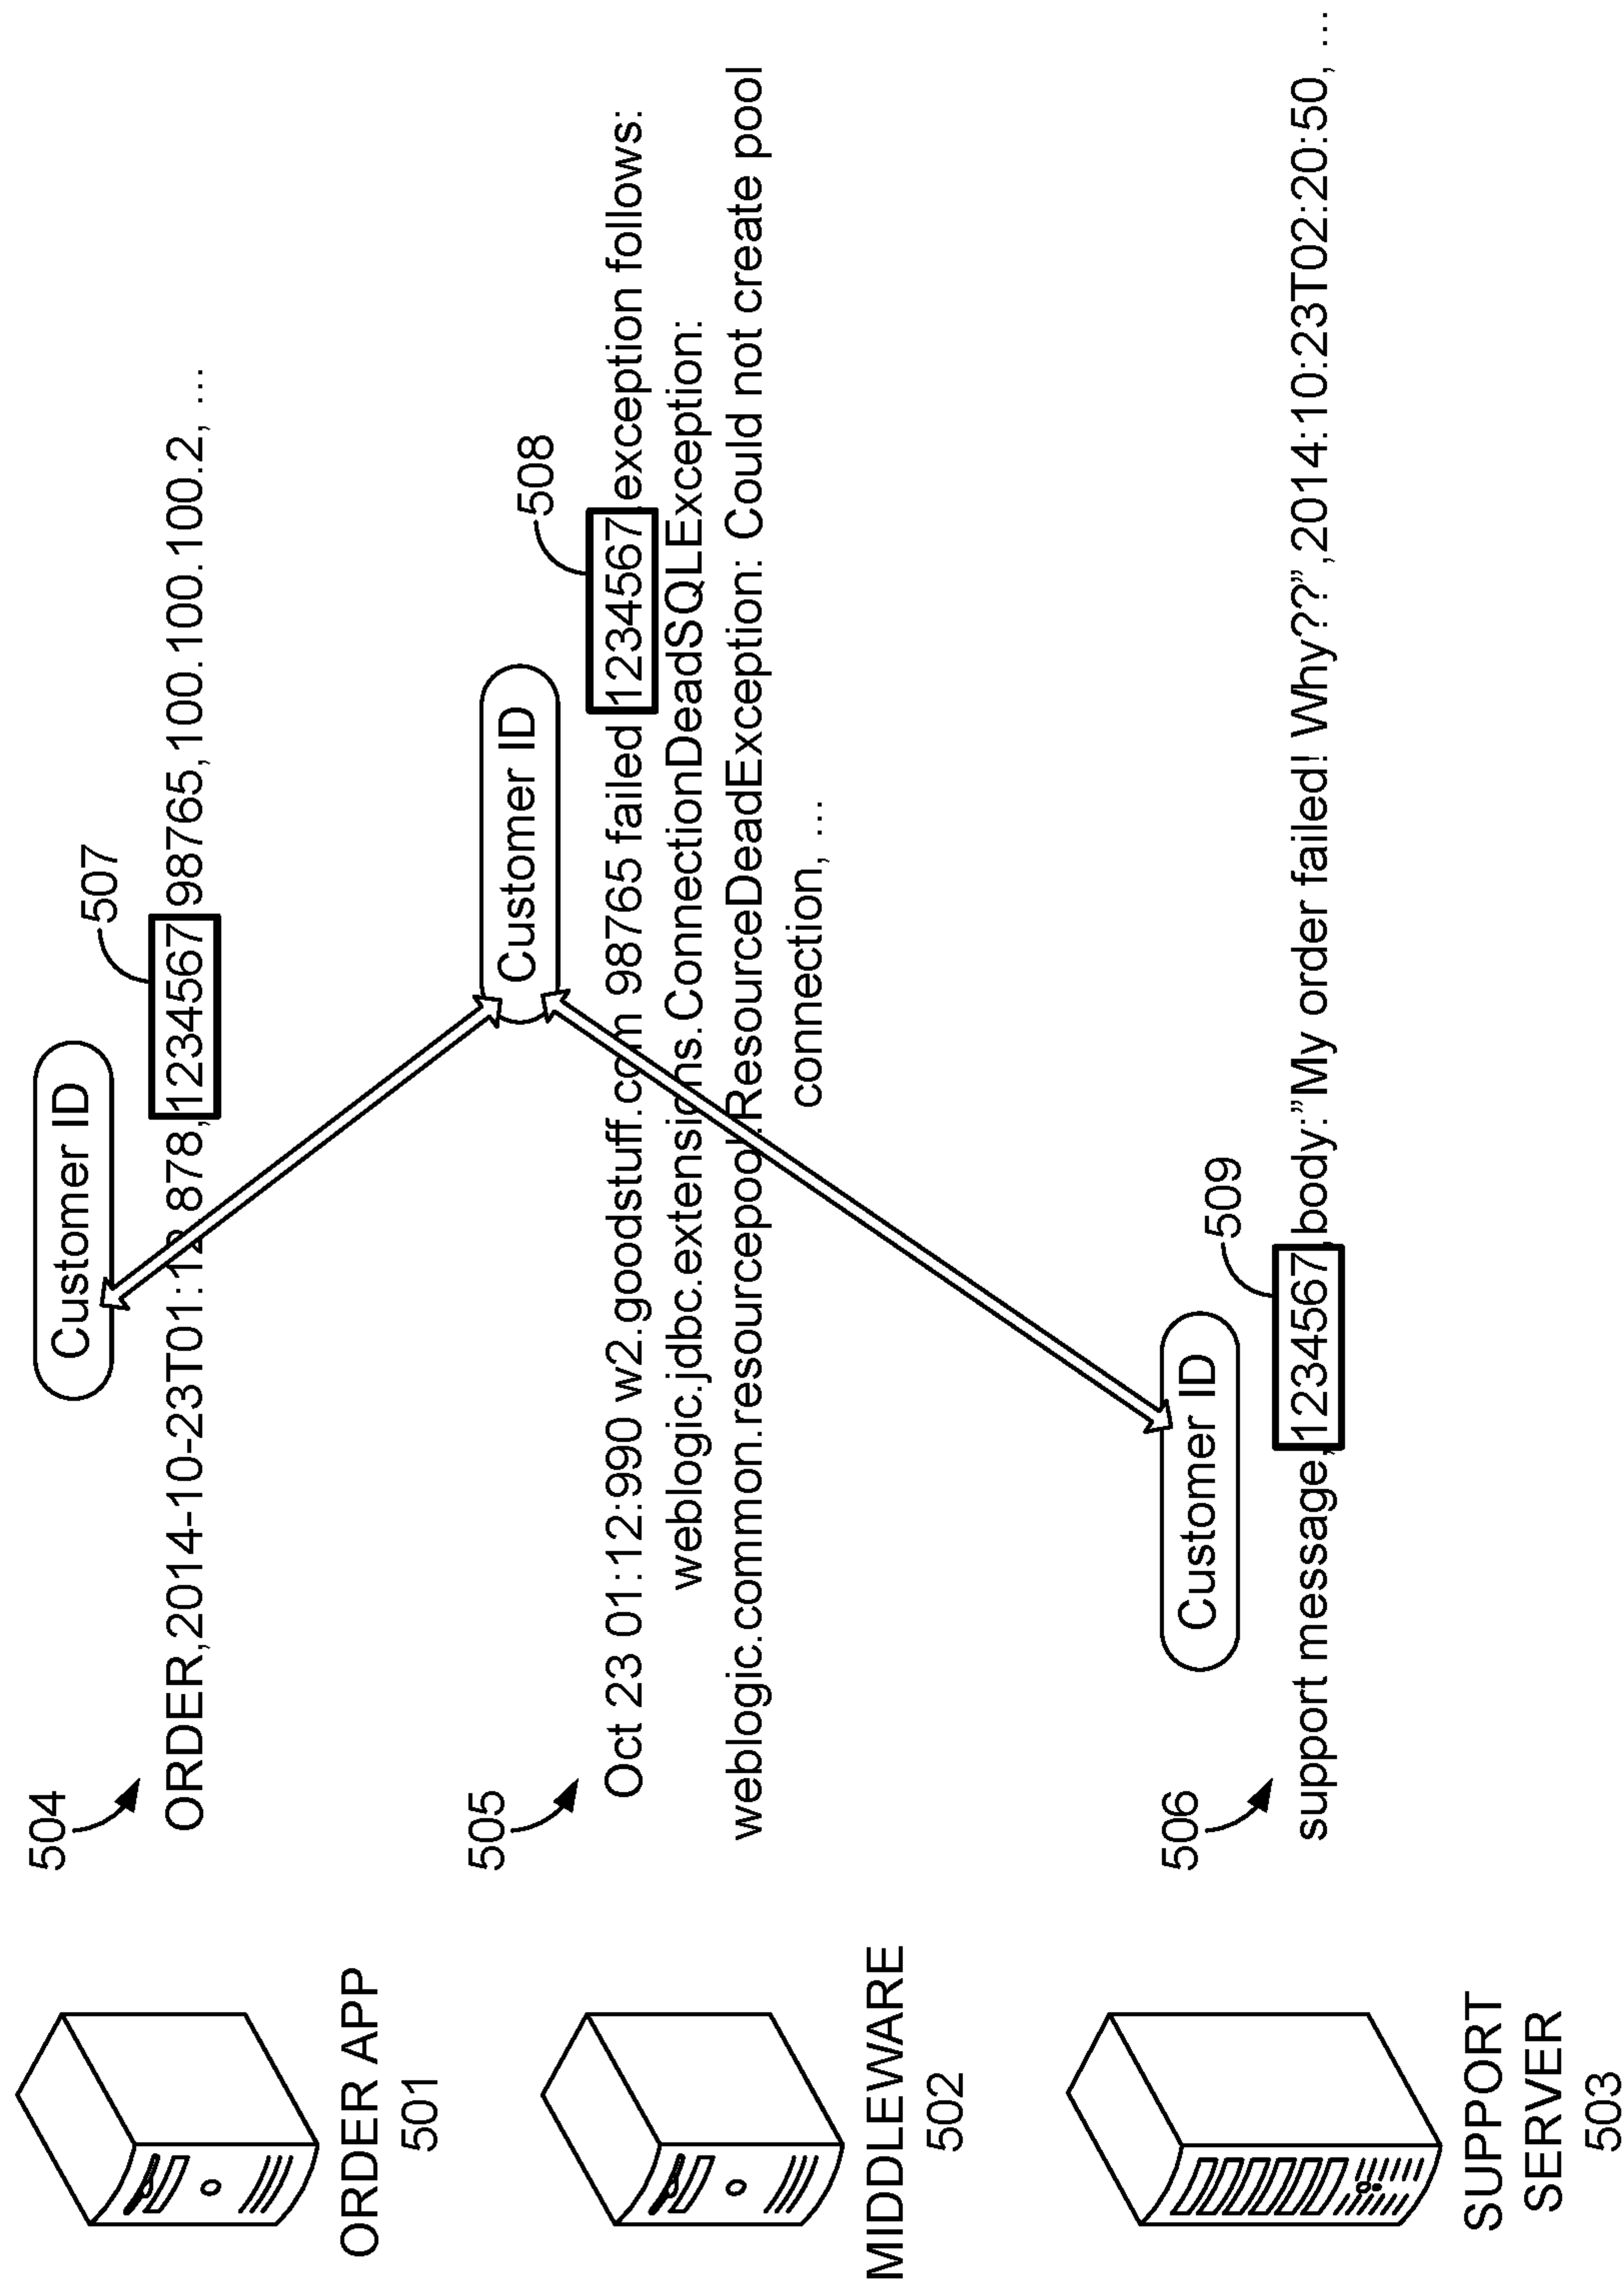 504
Customer ID
507
ORDER,2014-10-23T01:12:878,1234567,98765,100.100.100.2, ...
ORDER APP
501
505
Customer ID
508
Oct 23 01:12:990 w2.goodstuff.com 98765 failed 1234567 exception follows:
weblogic.jdbc.extensions.ConnectionDeadSQLException:
weblogic.common.resourcepool.ResourceDeadException: Could not create pool
connection, ...
MIDDLEWARE
502
506
Customer ID
509
support message,1234567,body:”My order failed! Why??”,2014:10:23T02:20:50, ...
SUPPORT
SERVER
503